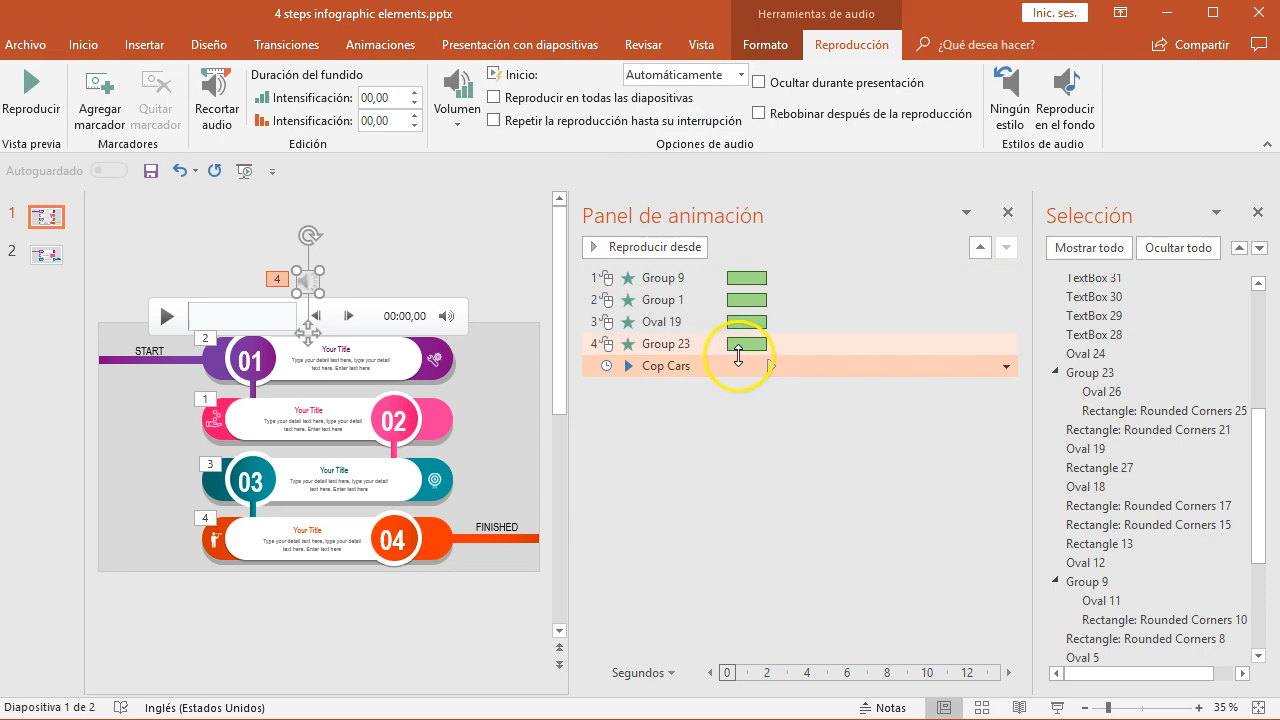 4 steps infographic elements.pptx
Herramientas de audio
Inic. ses.
Archivo Inicio Insertar Diseño Transiciones Animaciones Presentación con diapositivas Revisar Vista Formato Reproducción ¿Qué desea hacer? Compartir
Reproducir
Vista previa
Agregar marcador
Quitar marcador
Marcadores
Recortar audio
Duración del fundido
Intensificación: 00,00
Intensificación: 00,00
Edición
Volumen
Inicio: Automáticamente
Reproducir en todas las diapositivas
Repetir la reproducción hasta su interrupción
Ocultar durante presentación
Rebobinar después de la reproducción
Opciones de audio
Ningún estilo
Reproducir en el fondo
Estilos de audio
Autoguardado
1
2
4
00:00,00
START
2
01
Your Title
Type your detail text here, type your detail
text here. Enter text here
1
Your Title
Type your detail text here, type your detail
text here. Enter text here
02
3
03
Your Title
Type your detail text here, type your detail
text here. Enter text here
4
Your Title
Type your detail text here, type your detail
text here. Enter text here
04
FINISHED
Panel de animación
Reproducir desde
1 Group 9
2 Group 1
3 Oval 19
4 Group 23
Cop Cars
Segundos 0 2 4 6 8 10 12
Selección
Mostrar todo Ocultar todo
TextBox 31
TextBox 30
TextBox 29
TextBox 28
Oval 24
Group 23
Oval 26
Rectangle: Rounded Corners 25
Rectangle: Rounded Corners 21
Oval 19
Rectangle 27
Oval 18
Rectangle: Rounded Corners 17
Rectangle: Rounded Corners 15
Rectangle 13
Oval 12
Group 9
Oval 11
Rectangle: Rounded Corners 10
Rectangle: Rounded Corners 8
Oval 5
Diapositiva 1 de 2 Inglés (Estados Unidos) Notas 35 %